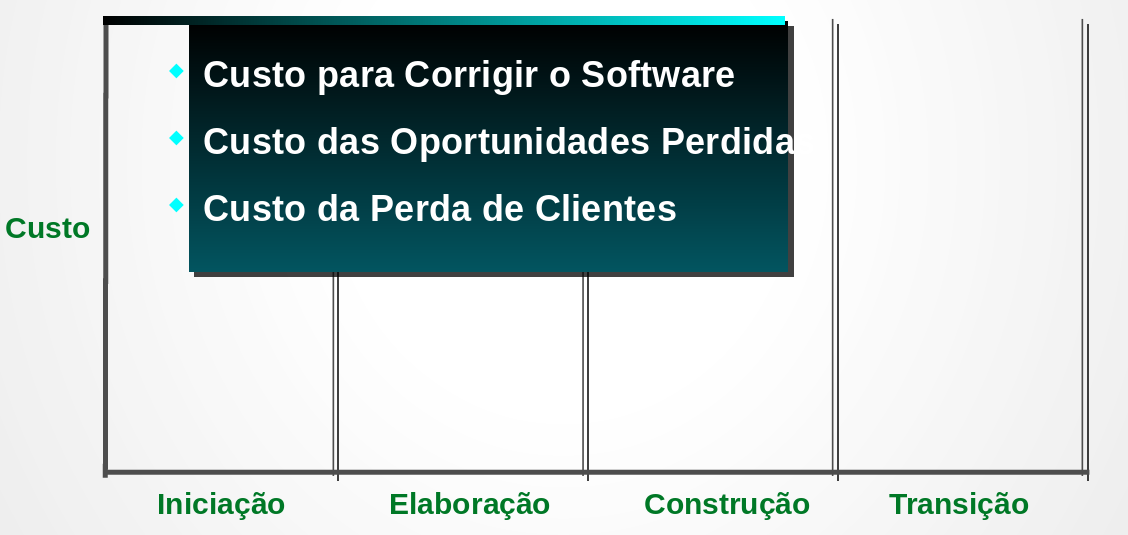 Custo para Corrigir o Software
Custo das Oportunidades Perdida
Custo da Perda de Clientes
Custo
Iniciação Elaboração Construção Transição